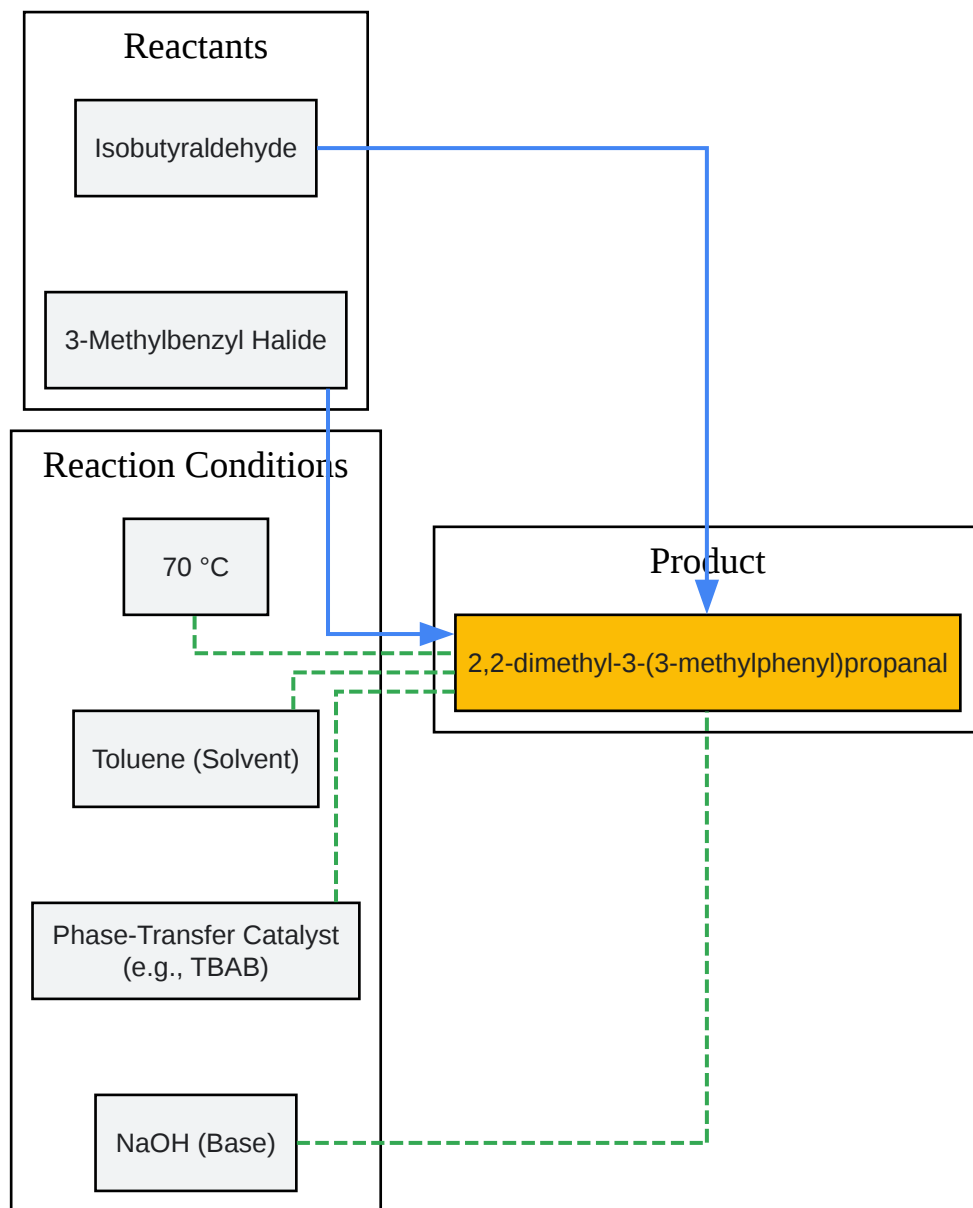 Reactants
Isobutyraldehyde
3-Methylbenzyl Halide
Reaction Conditions
70 °C
Toluene (Solvent)
Phase-Transfer Catalyst
(e.g., TBAB)
NaOH (Base)
Product
2,2-dimethyl-3-(3-methylphenyl)propanal